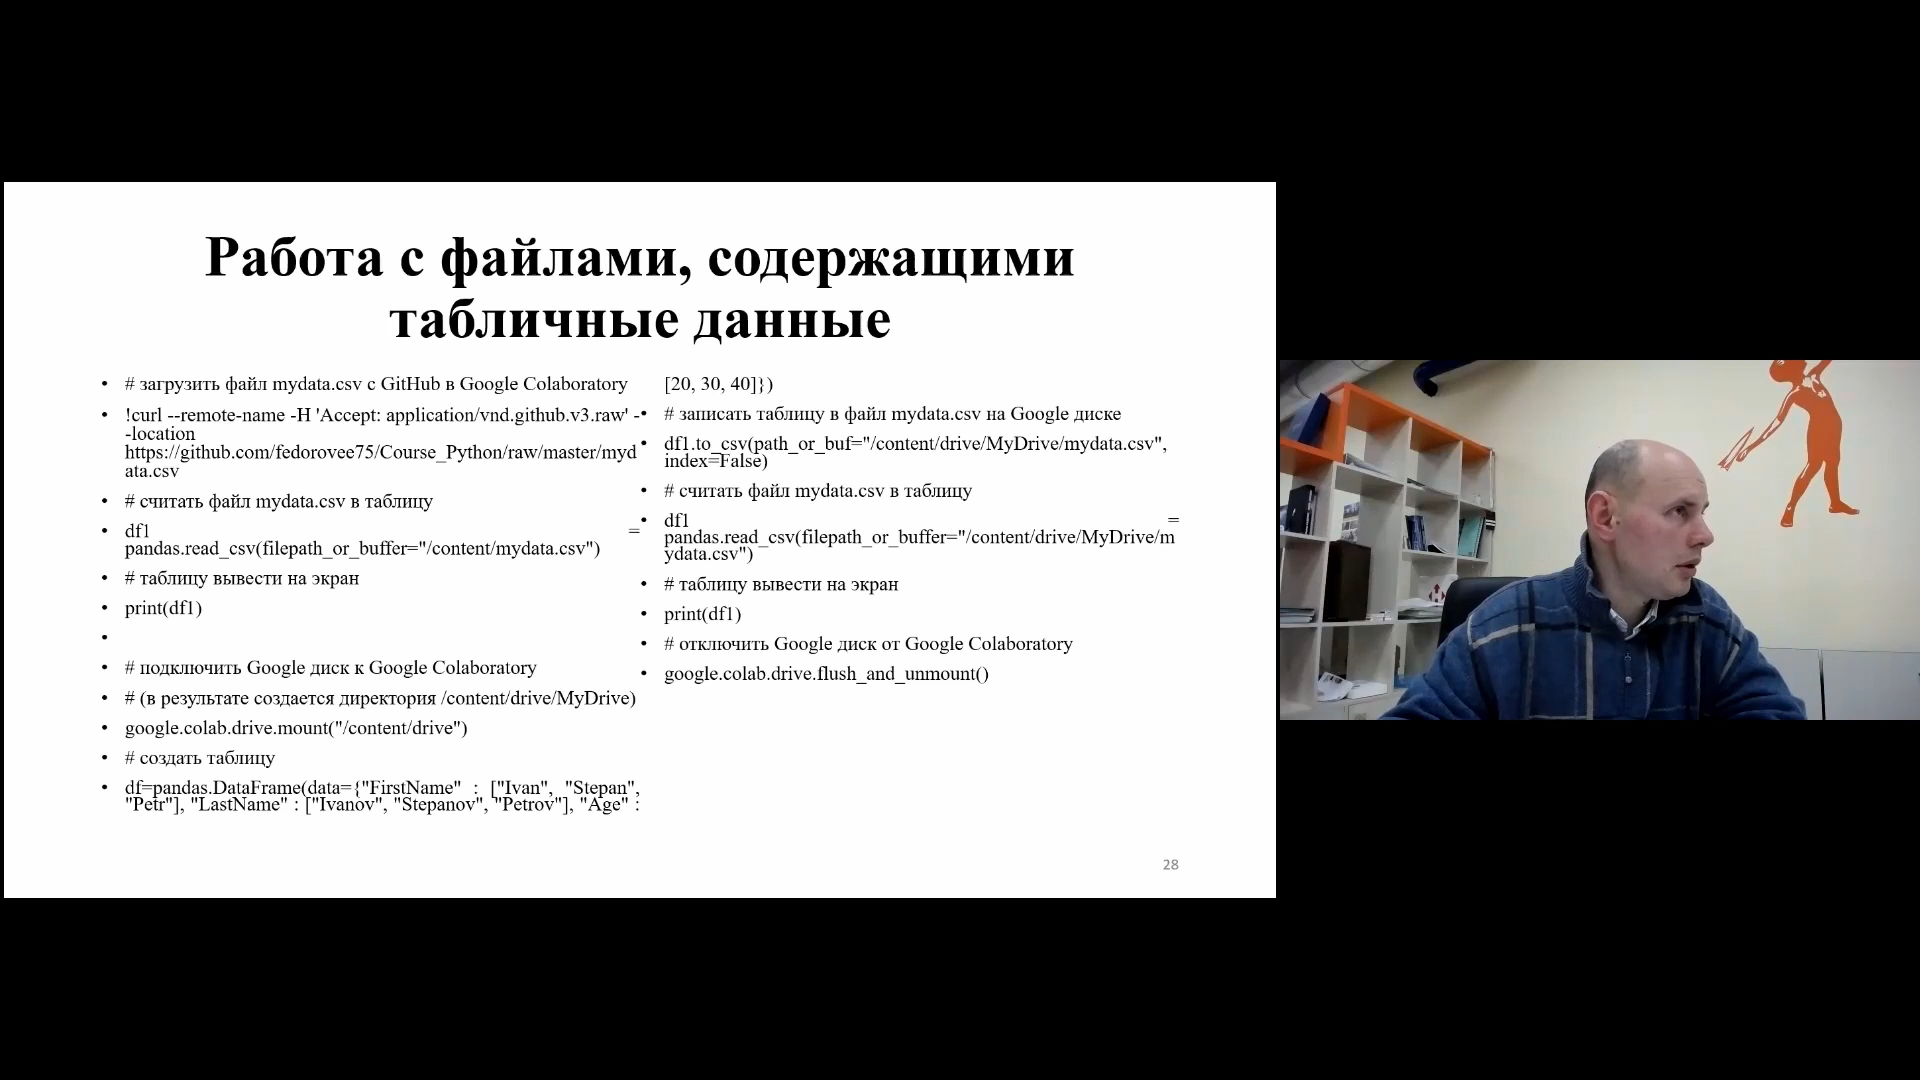 Работа с файлами, содержащими
табличные данные
• # загрузить файл mydata.csv с GitHub в Google Colaboratory
• !curl --remote-name -H 'Accept: application/vnd.github.v3.raw' -
-location
https://github.com/fedorovee75/Course_Python/raw/master/myd
ata.csv
• # считать файл mydata.csv в таблицу
• df1 =
pandas.read_csv(filepath_or_buffer="/content/mydata.csv")
• # таблицу вывести на экран
• print(df1)
•
• # подключить Google диск к Google Colaboratory
• # (в результате создается директория /content/drive/MyDrive)
• google.colab.drive.mount("/content/drive")
• # создать таблицу
• df=pandas.DataFrame(data={"FirstName" : ["Ivan", "Stepan",
"Petr"], "LastName" : ["Ivanov", "Stepanov", "Petrov"], "Age" :
[20, 30, 40]})
• # записать таблицу в файл mydata.csv на Google диске
• df1.to_csv(path_or_buf="/content/drive/MyDrive/mydata.csv",
index=False)
• # считать файл mydata.csv в таблицу
• df1 =
pandas.read_csv(filepath_or_buffer="/content/drive/MyDrive/m
ydata.csv")
• # таблицу вывести на экран
• print(df1)
• # отключить Google диск от Google Colaboratory
• google.colab.drive.flush_and_unmount()
28